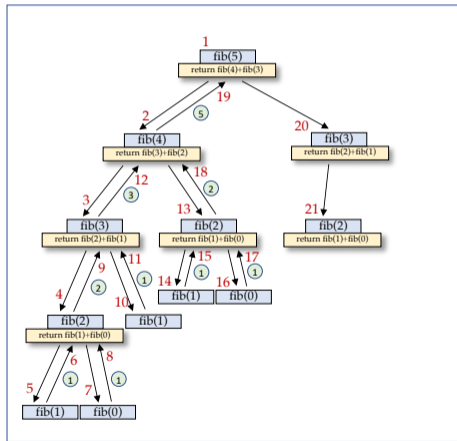 1
fib(5)
return fib(4)+fib(3)
2
19
5
20
fib(4)
return fib(3)+fib(2)
fib(3)
return fib(2)+fib(1)
3
12
3
13
18
2
21
fib(3)
return fib(2)+fib(1)
fib(2)
return fib(1)+fib(0)
fib(2)
return fib(1)+fib(0)
4
9
2
10
11
1
14
15
1
16
17
1
fib(1)
fib(0)
fib(2)
return fib(1)+fib(0)
fib(1)
5
6
1
7
8
1
fib(1)
fib(0)